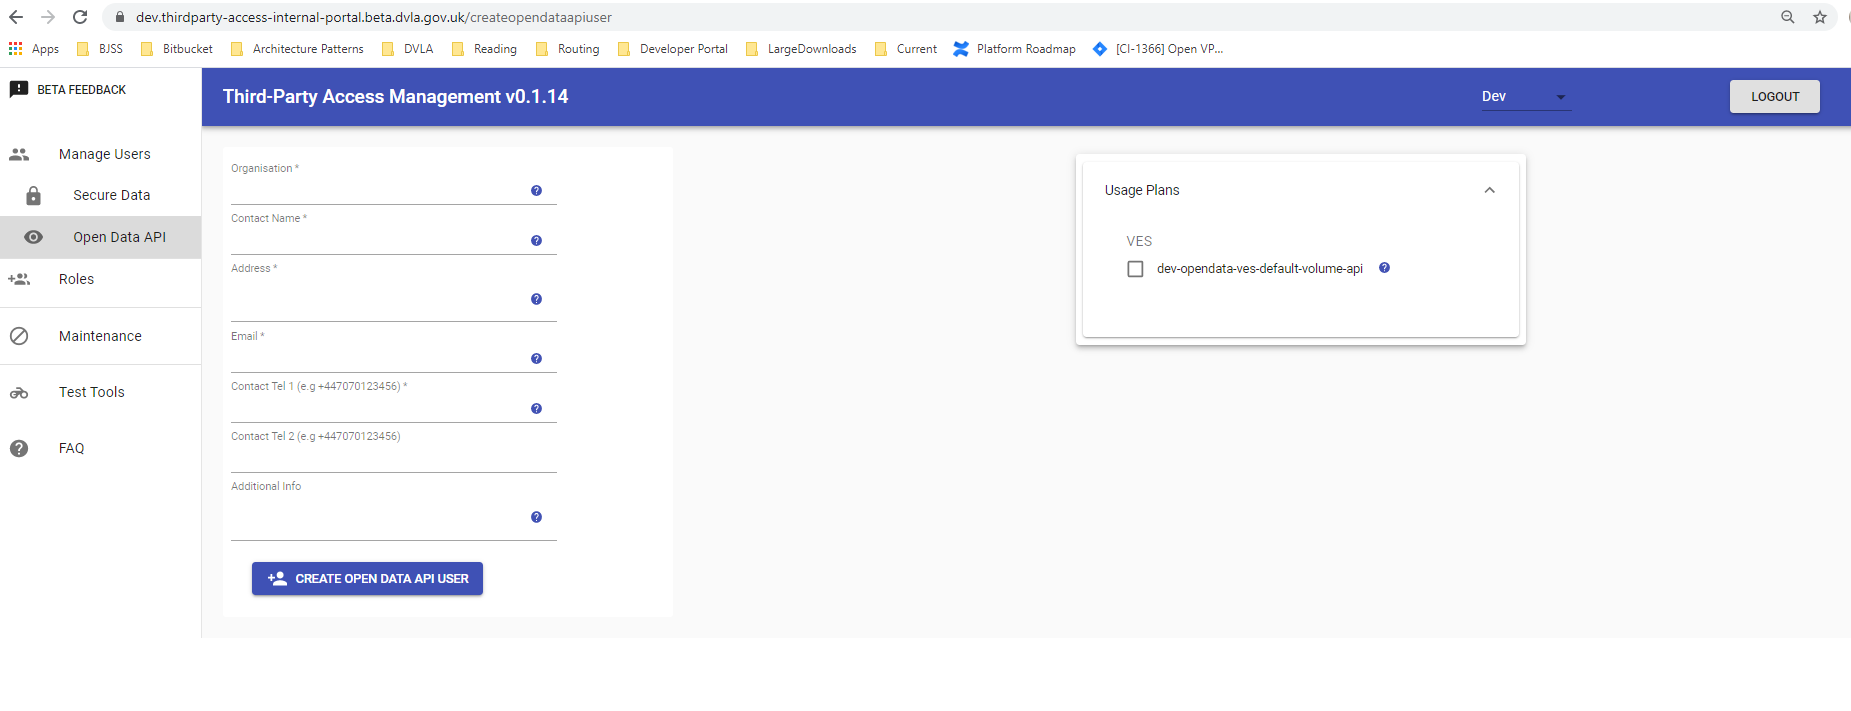 dev.thirdparty-access-internal-portal.beta.dvla.gov.uk/createopendataapiuser
Apps BJSS Bitbucket Architecture Patterns DVLA Reading Routing Developer Portal LargeDownloads Current Platform Roadmap [CI-1366] Open VP...
BETA FEEDBACK
Third-Party Access Management v0.1.14
Dev
LOGOUT
Manage Users
Secure Data
Open Data API
Roles
Maintenance
Test Tools
FAQ
Organisation *
Contact Name *
Address *
Email *
Contact Tel 1 (e.g +447070123456) *
Contact Tel 2 (e.g +447070123456)
Additional Info
CREATE OPEN DATA API USER
Usage Plans
VES
dev-opendata-ves-default-volume-api